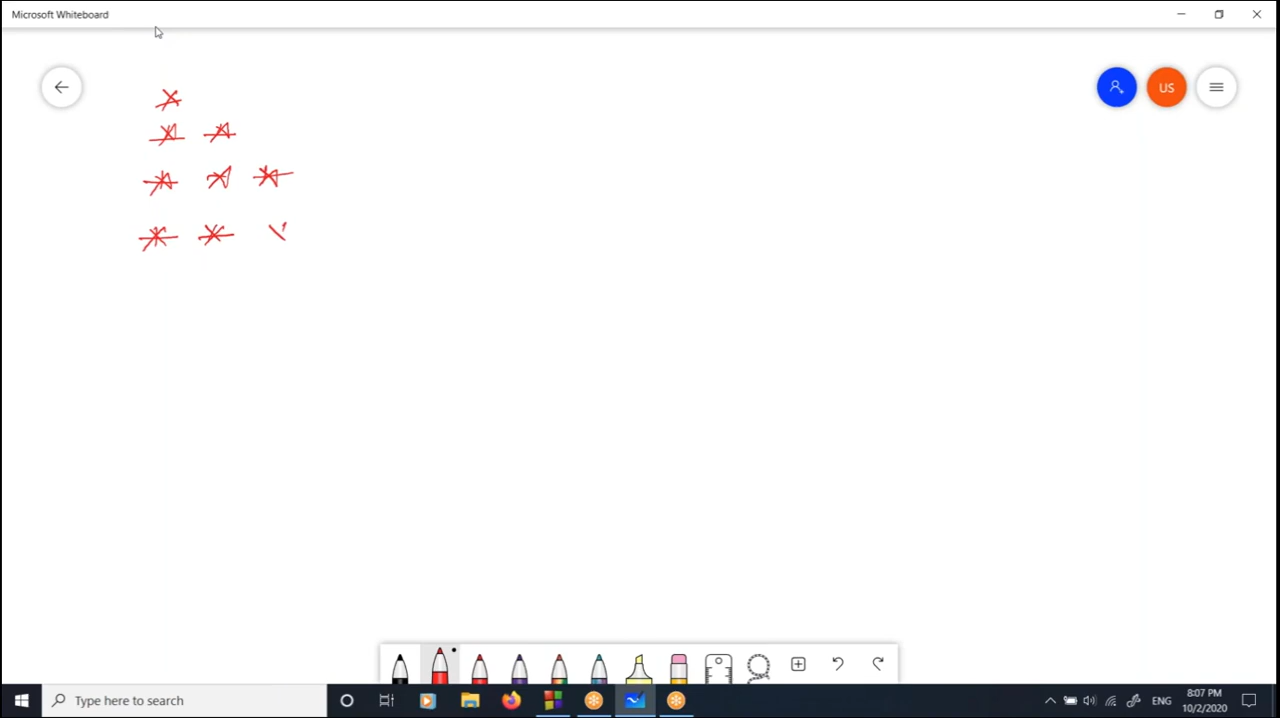 Microsoft Whiteboard
US
*
* *
* * *
* *
Type here to search
ENG
8:07 PM
10/2/2020